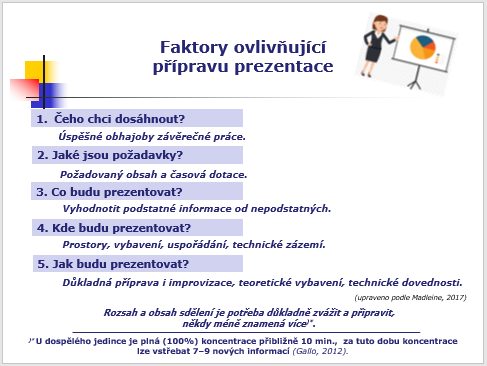 Faktory ovlivňující
přípravu prezentace
1. Čeho chci dosáhnout?
Úspěšné obhajoby závěrečné práce.
2. Jaké jsou požadavky?
Požadovaný obsah a časová dotace.
3. Co budu prezentovat?
Vyhodnotit podstatné informace od nepodstatných.
4. Kde budu prezentovat?
Prostory, vybavení, uspořádání, technické zázemí.
5. Jak budu prezentovat?
Důkladná příprava i improvizace, teoretické vybavení, technické dovednosti.
(upraveno podle Madleine, 2017)
Rozsah a obsah sdělení je potřeba důkladně zvážit a připravit,
někdy méně znamená více)*.
)* U dospělého jedince je plná (100%) koncentrace přibližně 10 min., za tuto dobu koncentrace
lze vstřebat 7–9 nových informací (Gallo, 2012).